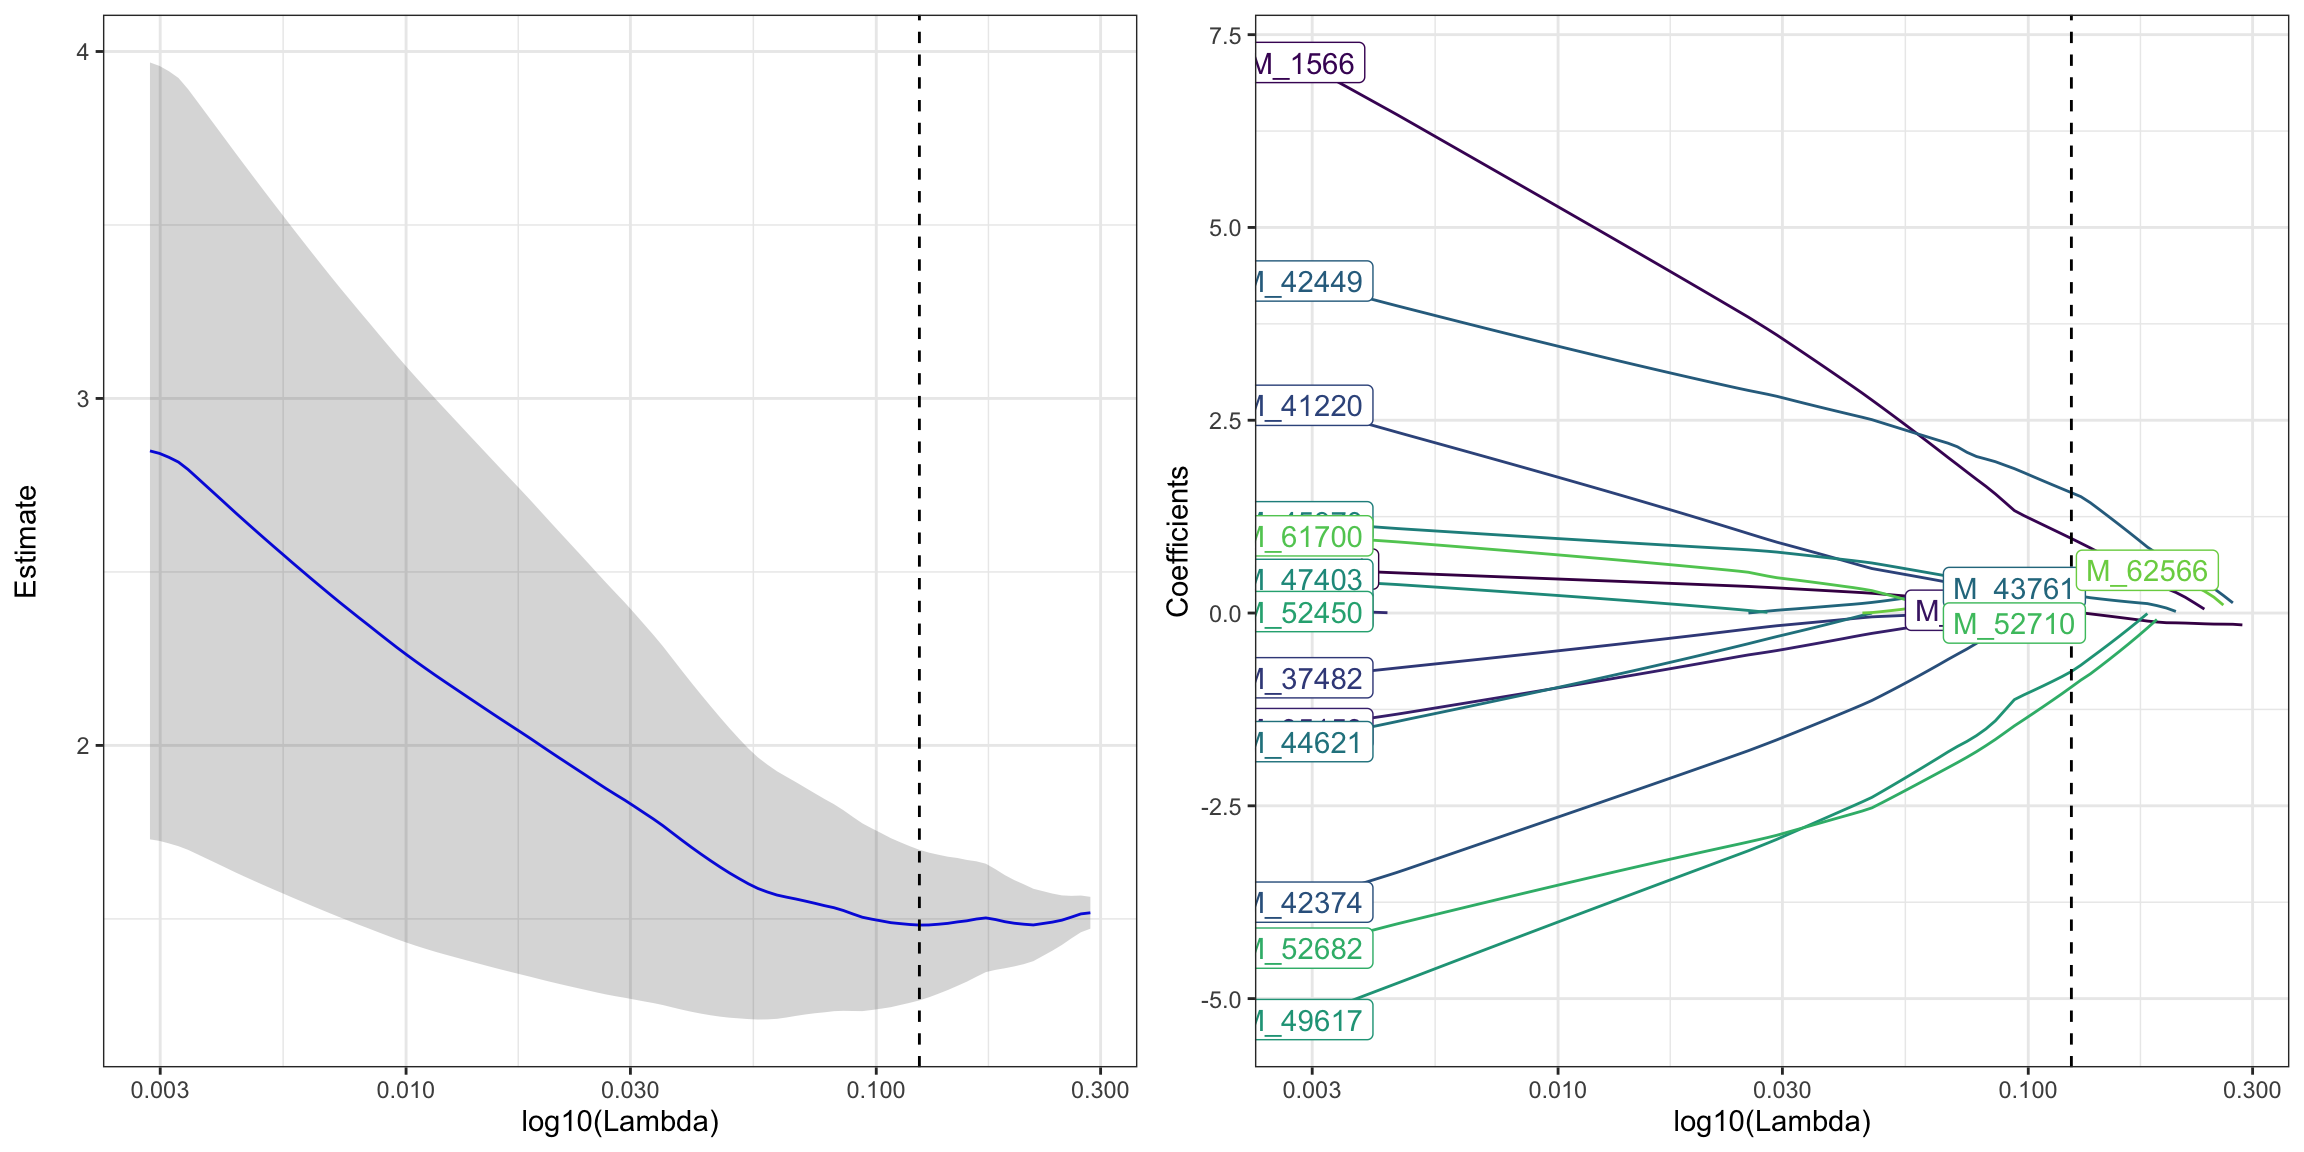 4
3
2
Estimate
0.003 0.010 0.030 0.100 0.300
log10(Lambda)
7.5
5.0
2.5
0.0
-2.5
-5.0
Coefficients
M_1566
M_42449
M_41220
M_61700
M_47403
M_52450
M_37482
M_44621
M_42374
M_52682
M_49617
M_
M_43761
M_52710
M_62566
0.003 0.010 0.030 0.100 0.300
log10(Lambda)